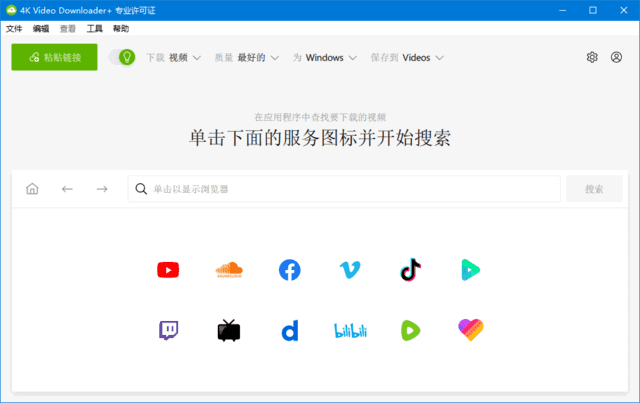 4K Video Downloader+ 专业许可证
文件 编辑 查看 工具 帮助
粘贴链接 下载 视频 质量 最好的 为 Windows 保存到 Videos
在应用程序中查找要下载的视频
单击下面的服务图标并开始搜索
单击以显示浏览器 搜索
SOUNDCLOUD
bilibili